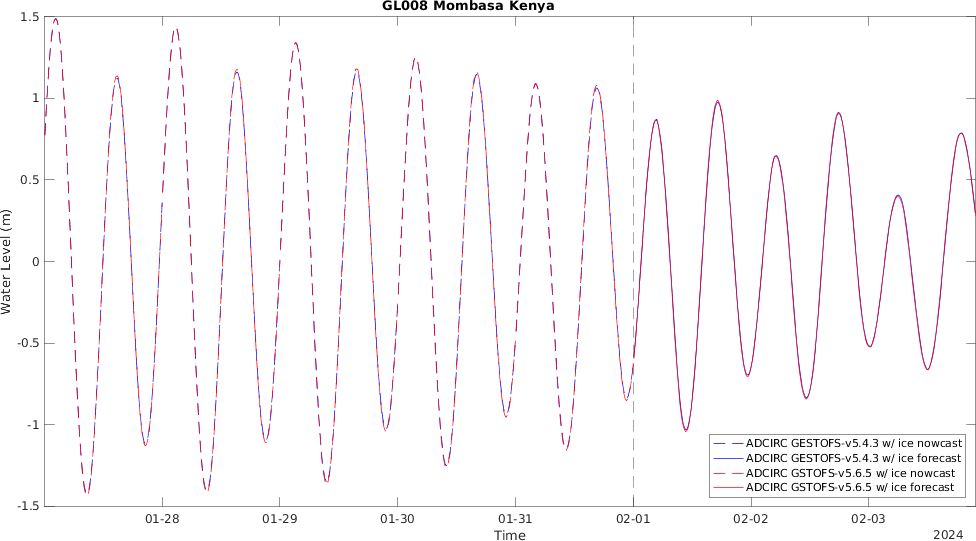 GL008 Mombasa Kenya
1.5
1
0.5
0
-0.5
-1
-1.5
Water Level (m)
01-28
01-29
01-30
01-31
02-01
02-02
02-03
Time
2024
ADCIRC GESTOFS-v5.4.3 w/ ice nowcast
ADCIRC GESTOFS-v5.4.3 w/ ice forecast
ADCIRC GSTOFS-v5.6.5 w/ ice nowcast
ADCIRC GSTOFS-v5.6.5 w/ ice forecast